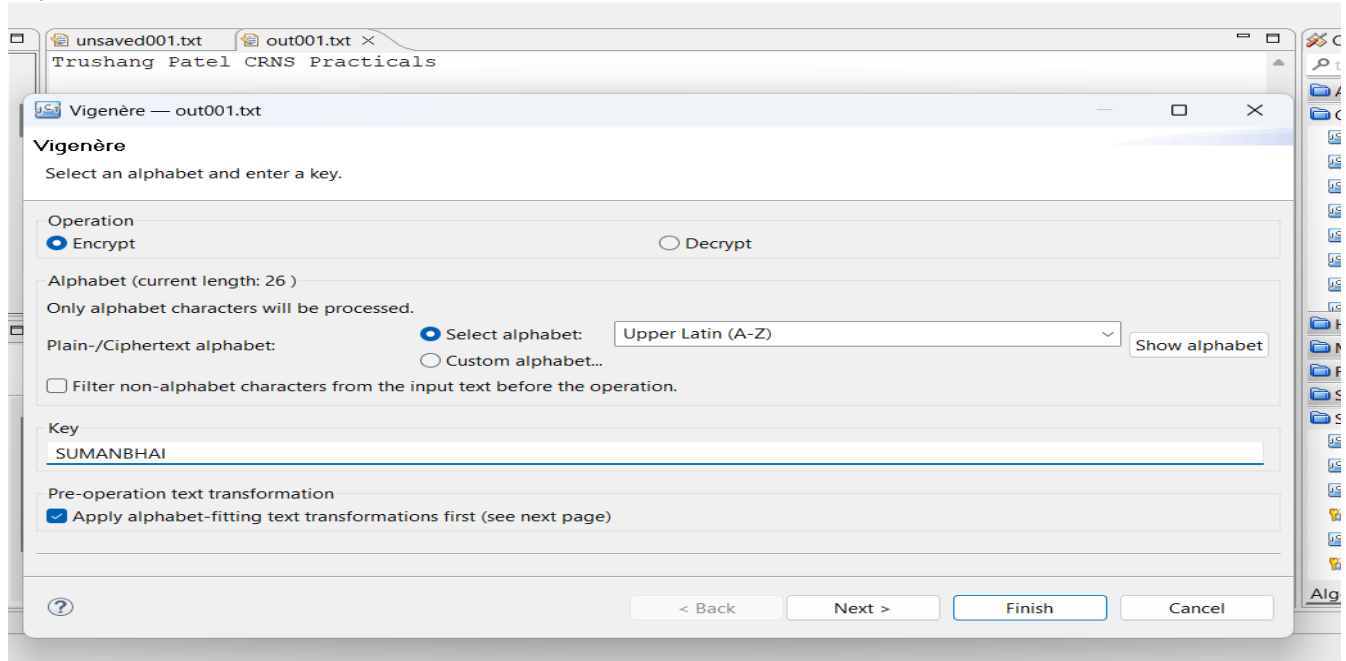 unsaved001.txt out001.txt
Trushang Patel CRNS Practicals
Vigenère — out001.txt
Vigenère
Select an alphabet and enter a key.
Operation
Encrypt Decrypt
Alphabet (current length: 26 )
Only alphabet characters will be processed.
Plain-/Ciphertext alphabet:
Select alphabet: Upper Latin (A-Z)
Show alphabet
Custom alphabet...
Filter non-alphabet characters from the input text before the operation.
Key
SUMANBHAI
Pre-operation text transformation
Apply alphabet-fitting text transformations first (see next page)
< Back Next > Finish Cancel